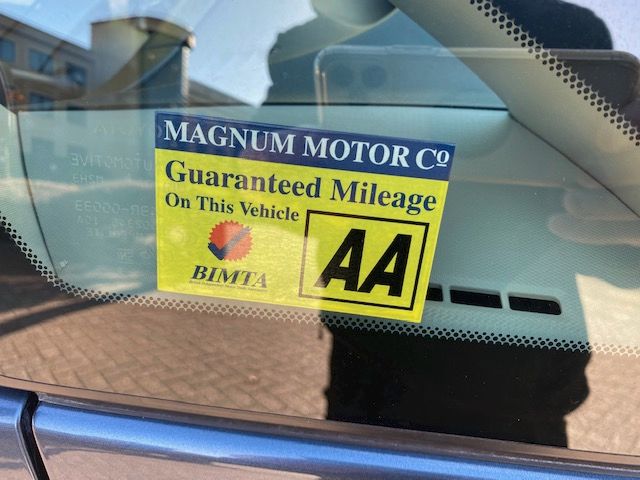 MAGNUM MOTOR Cº
Guaranteed Mileage
On This Vehicle
AA
BIMTA